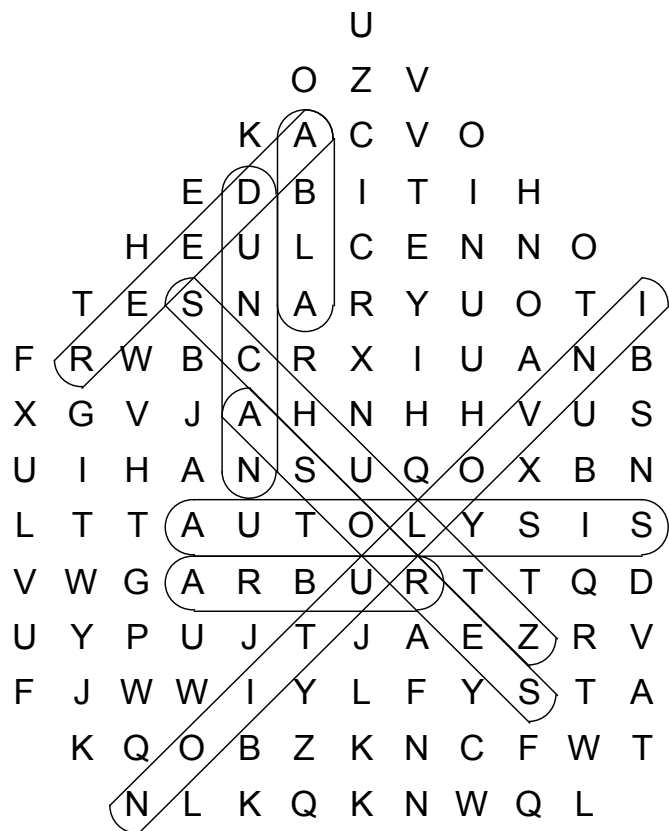 U
O Z V
K A C V O
E D B I T I H
H E U L C E N N O
T E S N A R Y U O T I
F R W B C R X I U A N B
X G V J A H N H H V U S
U I H A N S U Q O X B N
L T T A U T O L Y S I S
V W G A R B U R T T Q D
U Y P U J T J A E Z R V
F J W W I Y L F Y S T A
K Q O B Z K N C F W T
N L K Q K N W Q L